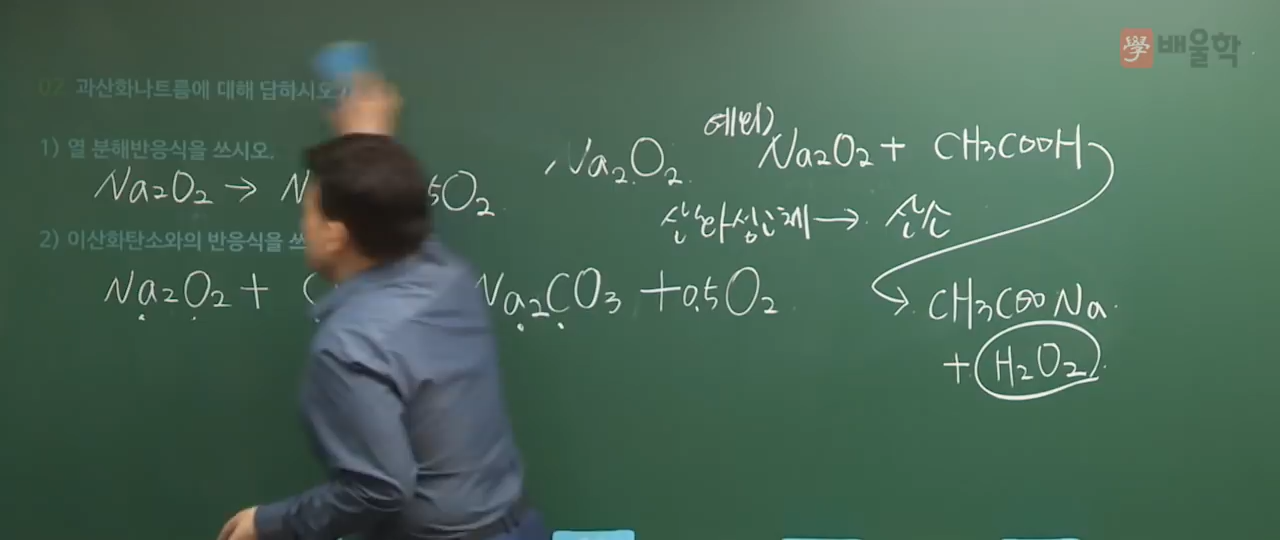 學 배울학
02 과산화나트륨에 대해 답하시오
1) 열 분해반응식을 쓰시오.
Na2O2 → N 5O2
2) 이산화탄소와의 반응식을 쓰
Na2O2 + C Na2CO3 + 0.5O2
Na2O2
예외) Na2O2 + CH3COOH
산화성고체 → 산소
CH3COONa
+ H2O2